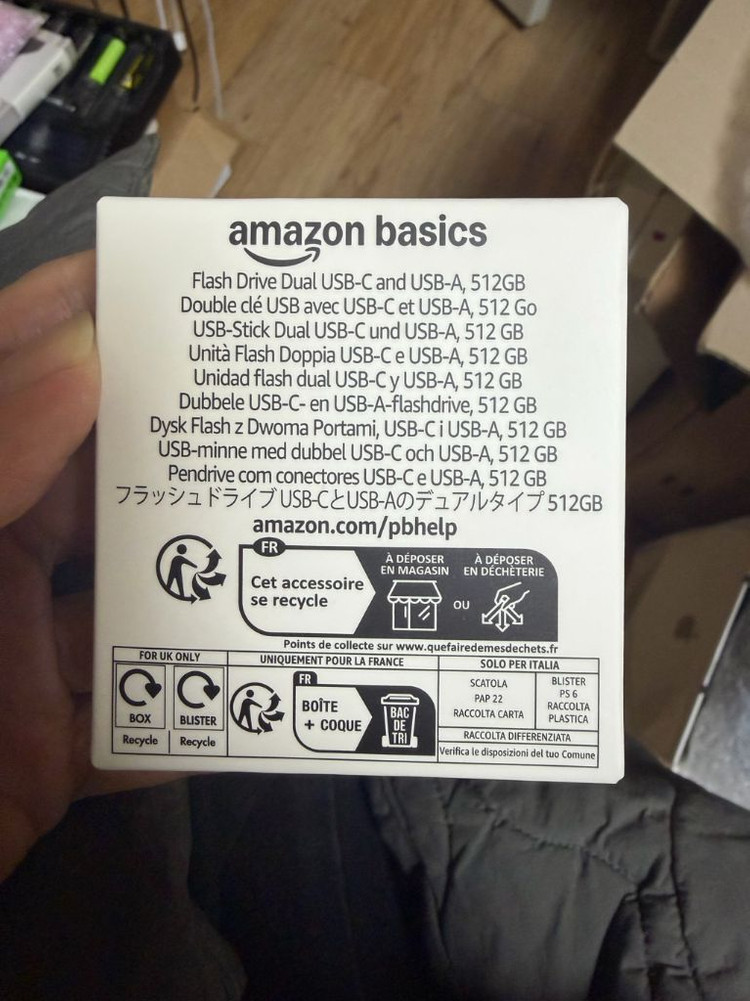 amazon basics
Flash Drive Dual USB-C and USB-A, 512GB
Double clé USB avec USB-C et USB-A, 512 Go
USB-Stick Dual USB-C und USB-A, 512 GB
Unità Flash Doppia USB-C e USB-A, 512 GB
Unidad flash dual USB-C y USB-A, 512 GB
Dubbele USB-C- en USB-A-flashdrive, 512 GB
Dysk Flash z Dwoma Portami, USB-C i USB-A, 512 GB
USB-minne med dubbel USB-C och USB-A, 512 GB
Pendrive com conectores USB-C e USB-A, 512 GB
フラッシュドライブ USB-CとUSB-Aのデュアルタイプ 512GB
amazon.com/pbhelp
FR
Cet accessoire
se recycle
À DÉPOSER
EN MAGASIN
OU
À DÉPOSER
EN DÉCHÈTERIE
Points de collecte sur www.quefairedemesdechets.fr
FOR UK ONLY
BOX
Recycle
BLISTER
Recycle
UNIQUEMENT POUR LA FRANCE
FR
BOÎTE
+ COQUE
BAC
DE
TRI
SOLO PER ITALIA
SCATOLA
PAP 22
RACCOLTA CARTA
BLISTER
PS 6
RACCOLTA
PLASTICA
RACCOLTA DIFFERENZIATA
Verifica le disposizioni del tuo Comune